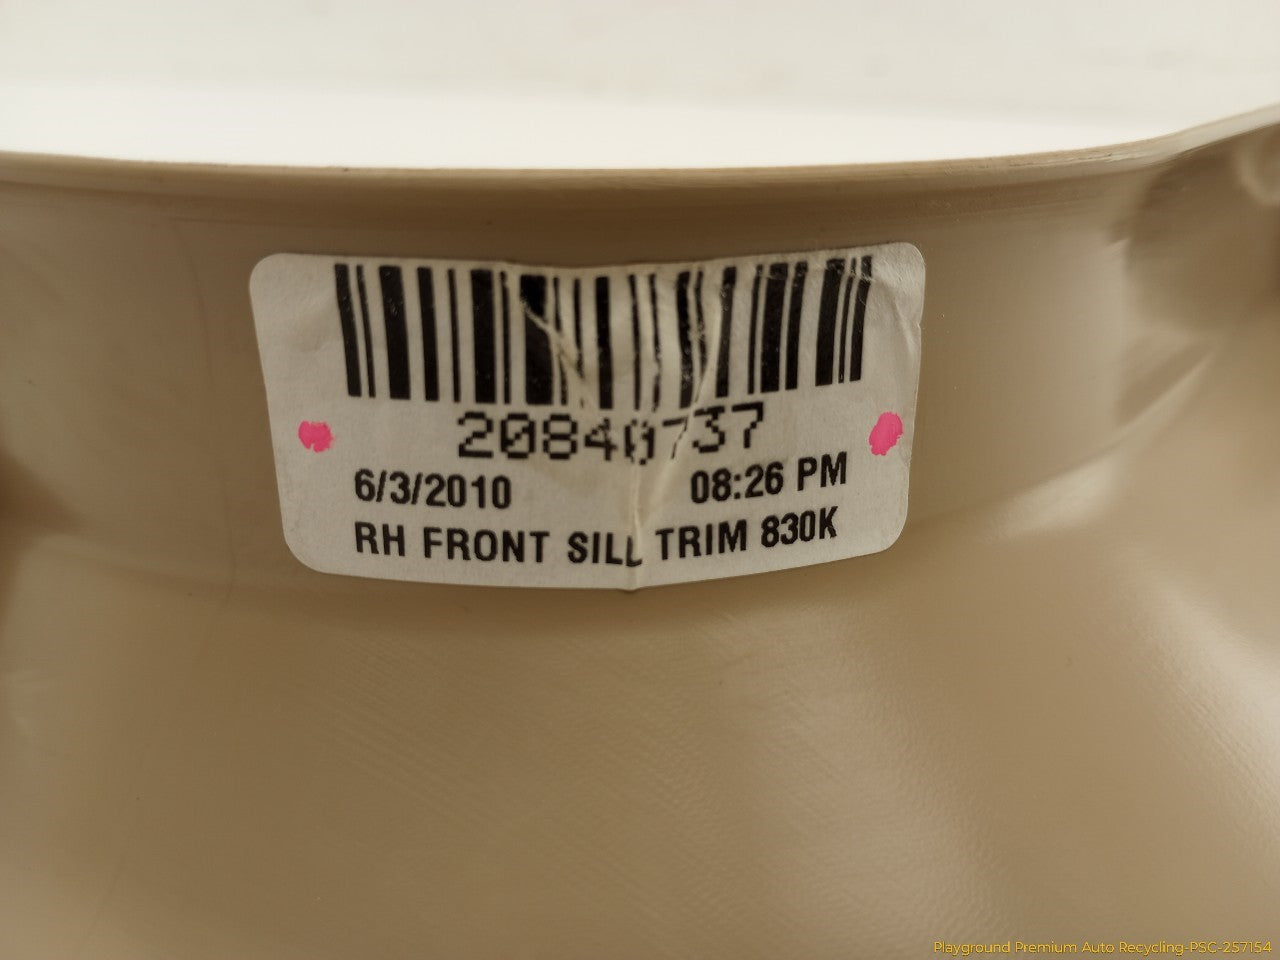 20840737
6/3/2010 08:26 PM
RH FRONT SILL TRIM 830K
Playground Premium Auto Recycling-PSC-257154